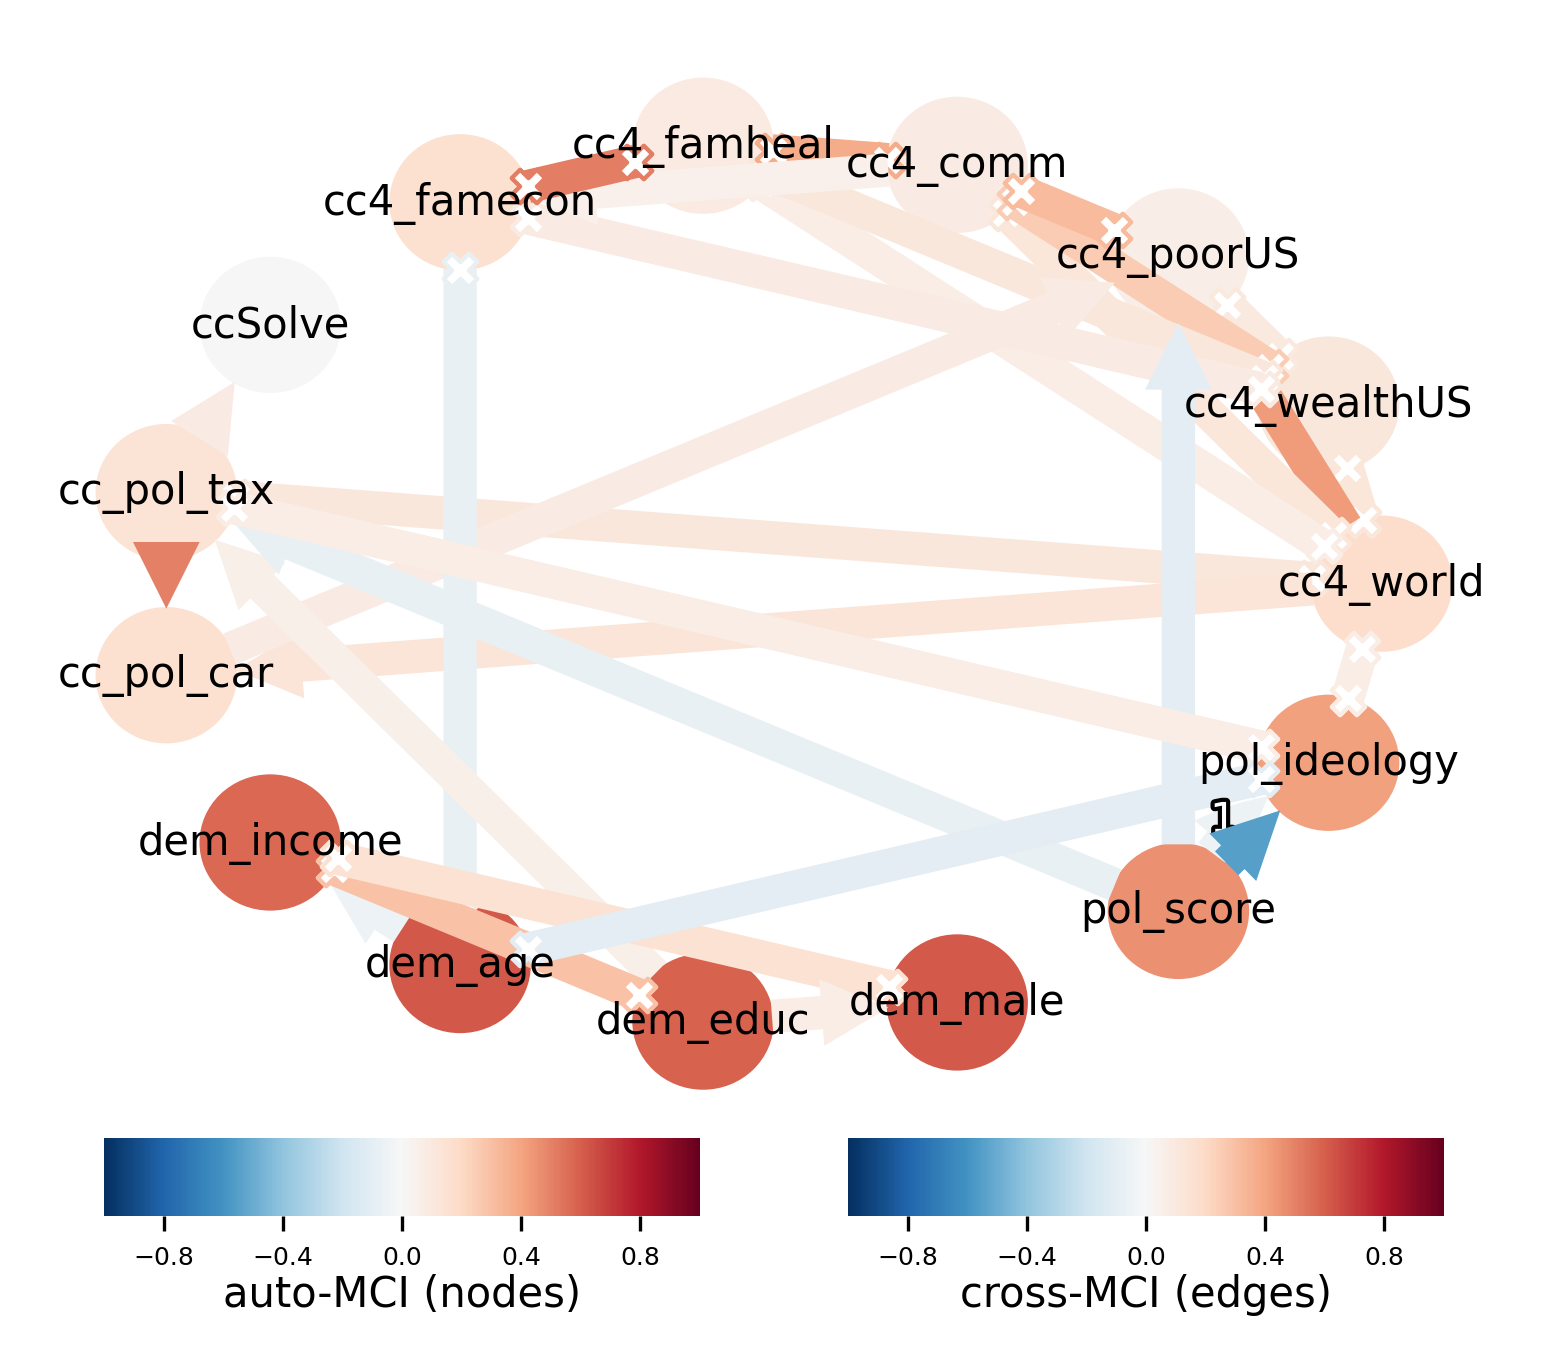 cc4_famheal
cc4_comm
cc4_famecon
cc4_poorUS
ccSolve
cc4_wealthUS
cc_pol_tax
cc4_world
cc_pol_car
pol_ideology
1
dem_income
pol_score
dem_age
dem_male
dem_educ
−0.8 −0.4 0.0 0.4 0.8
auto-MCI (nodes)
−0.8 −0.4 0.0 0.4 0.8
cross-MCI (edges)